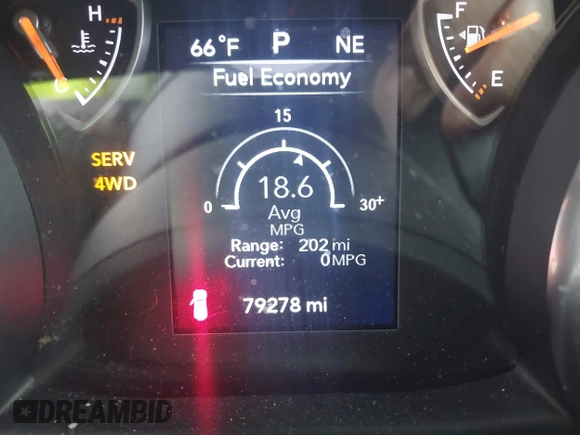 H
C
66°F P NE
F
E
Fuel Economy
15
0
30+
18.6
Avg
MPG
Range: 202 mi
Current: 0 MPG
SERV
4WD
79278 mi
DREAMBID